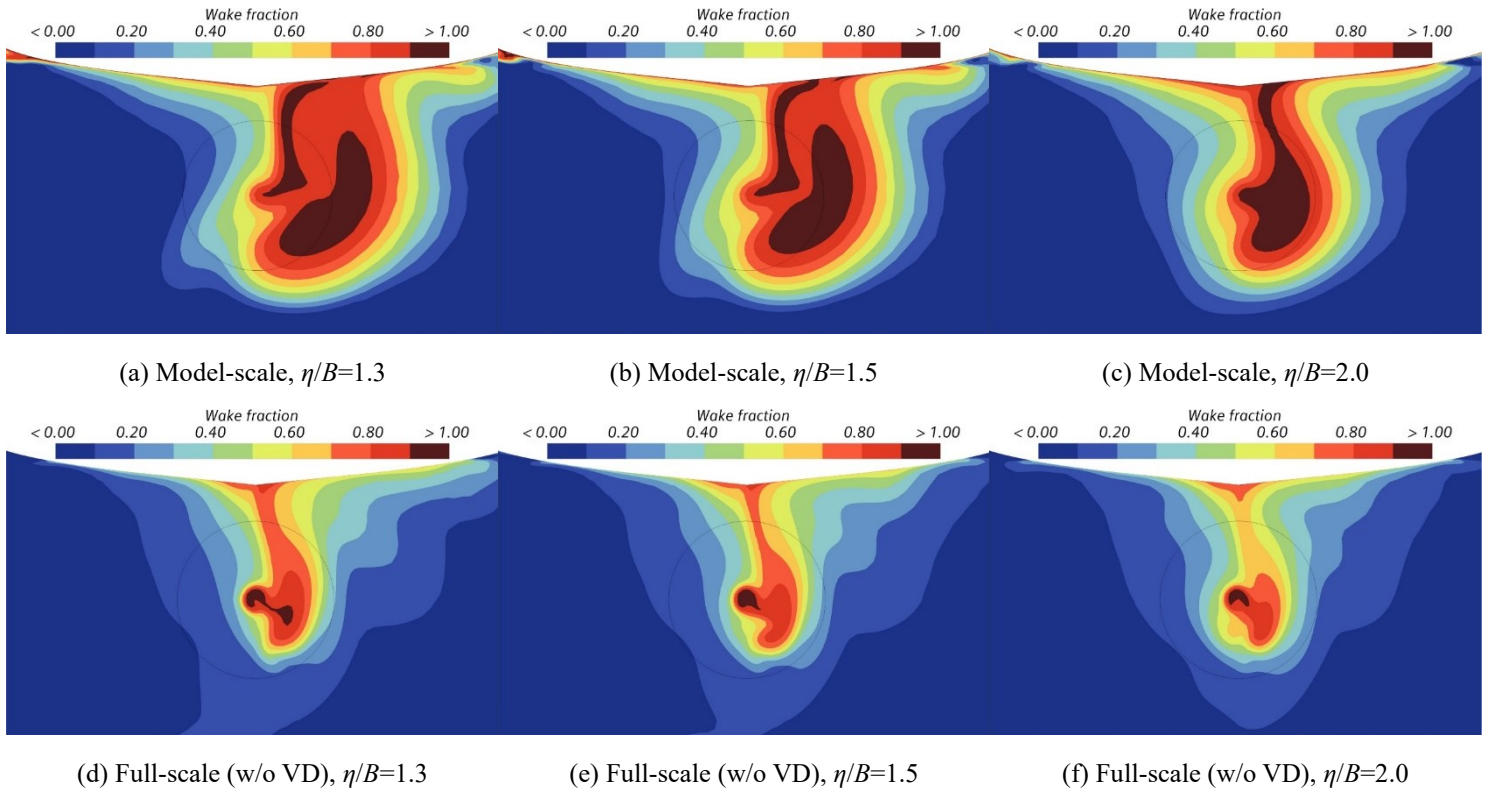 Wake fraction Wake fraction Wake fraction
< 0.00 0.20 0.40 0.60 0.80 > 1.00 < 0.00 0.20 0.40 0.60 0.80 > 1.00 < 0.00 0.20 0.40 0.60 0.80 > 1.00
(a) Model-scale, η/B=1.3 (b) Model-scale, η/B=1.5 (c) Model-scale, η/B=2.0
Wake fraction Wake fraction Wake fraction
< 0.00 0.20 0.40 0.60 0.80 > 1.00 < 0.00 0.20 0.40 0.60 0.80 > 1.00 < 0.00 0.20 0.40 0.60 0.80 > 1.00
(d) Full-scale (w/o VD), η/B=1.3 (e) Full-scale (w/o VD), η/B=1.5 (f) Full-scale (w/o VD), η/B=2.0